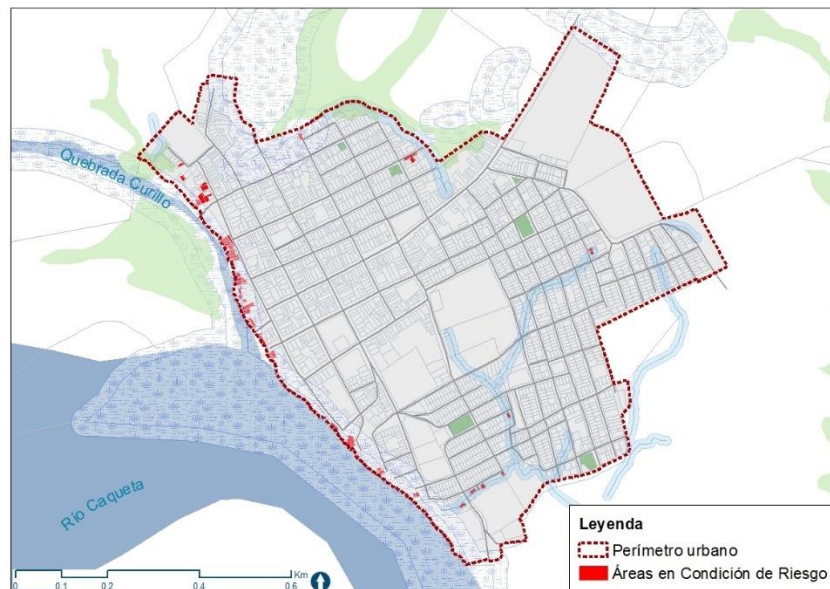 Quebrada Curillo
Río Caqueta
Km
0 0.1 0.2 0.4 0.6
Leyenda
Perímetro urbano
Áreas en Condición de Riesgo